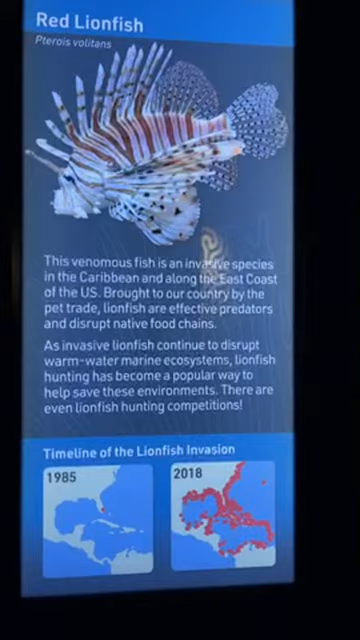 Red Lionfish
Pterois volitans
This venomous fish is an invasive species
in the Caribbean and along the East Coast
of the US. Brought to our country by the
pet trade, lionfish are effective predators
and disrupt native food chains.
As invasive lionfish continue to disrupt
warm-water marine ecosystems, lionfish
hunting has become a popular way to
help save these environments. There are
even lionfish hunting competitions!
Timeline of the Lionfish Invasion
1985
2018